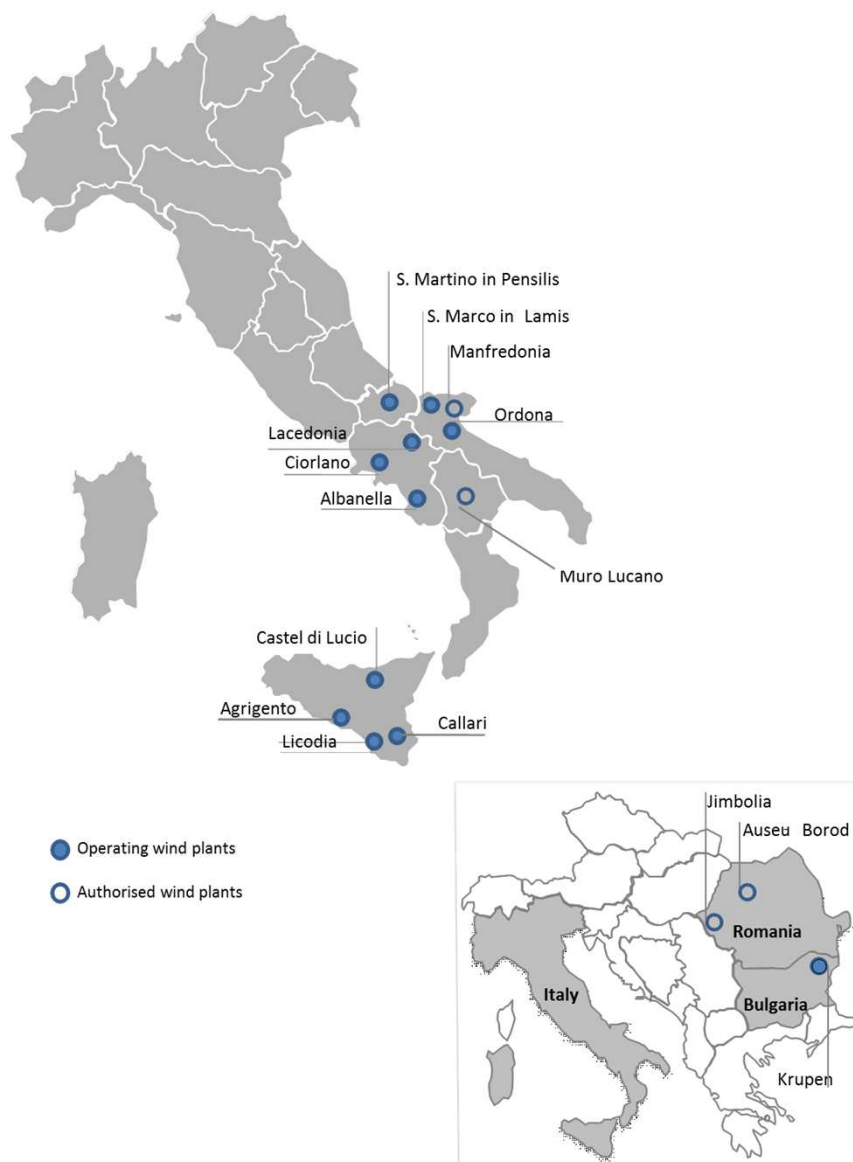 S. Martino in Pensilis
S. Marco in Lamis
Manfredonia
Ordona
Lacedonia
Ciorlano
Albanella
Muro Lucano
Castel di Lucio
Agrigento
Callari
Licodia
Operating wind plants
Authorised wind plants
Jimbolia
Auseu Borod
Romania
Italy
Bulgaria
Krupen